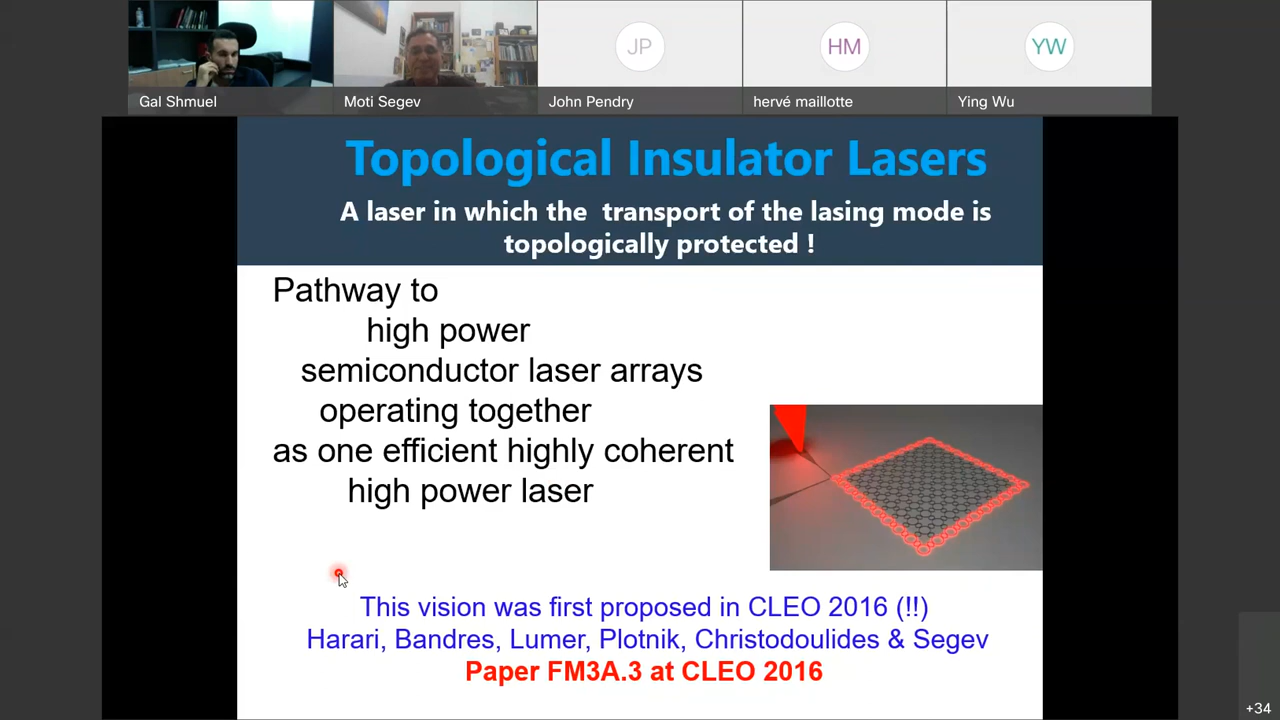 JP
HM
YW
Gal Shmuel
Moti Segev
John Pendry
hervé maillotte
Ying Wu
Topological Insulator Lasers
A laser in which the transport of the lasing mode is
topologically protected !
Pathway to
high power
semiconductor laser arrays
operating together
as one efficient highly coherent
high power laser
This vision was first proposed in CLEO 2016 (!!)
Harari, Bandres, Lumer, Plotnik, Christodoulides & Segev
Paper FM3A.3 at CLEO 2016
+34